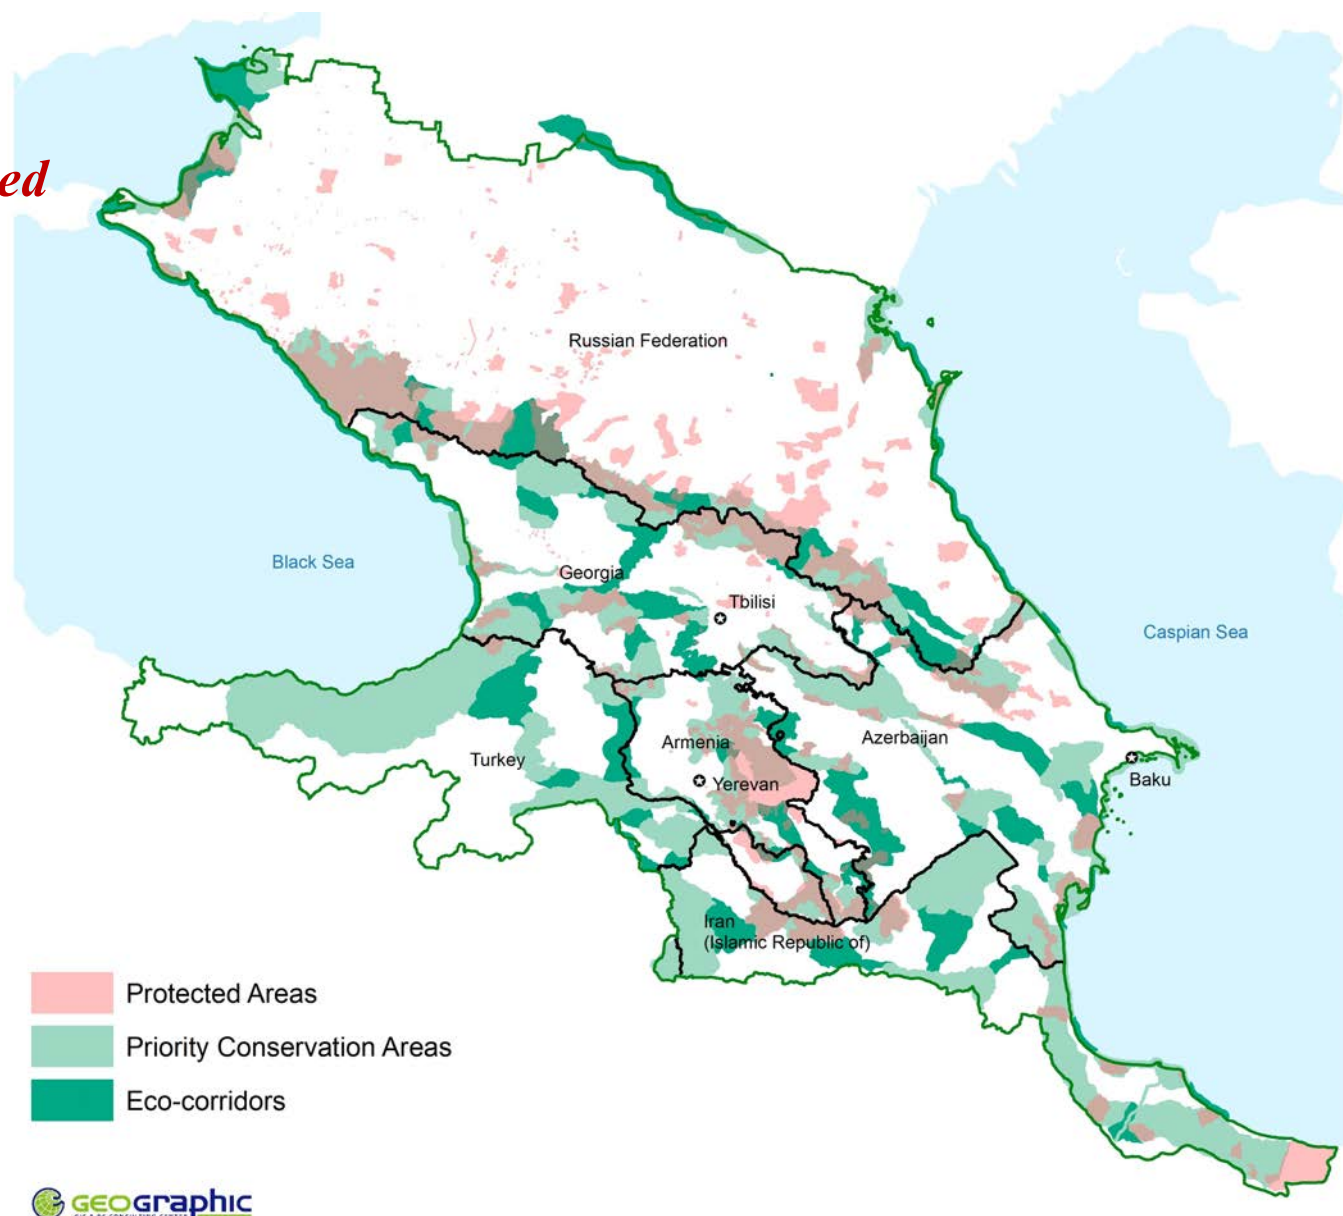 ed
Russian Federation
Black Sea
Georgia
Tbilisi
Caspian Sea
Armenia
Azerbaijan
Turkey
Yerevan
Baku
Iran
(Islamic Republic of)
Protected Areas
Priority Conservation Areas
Eco-corridors
GEOGraphic